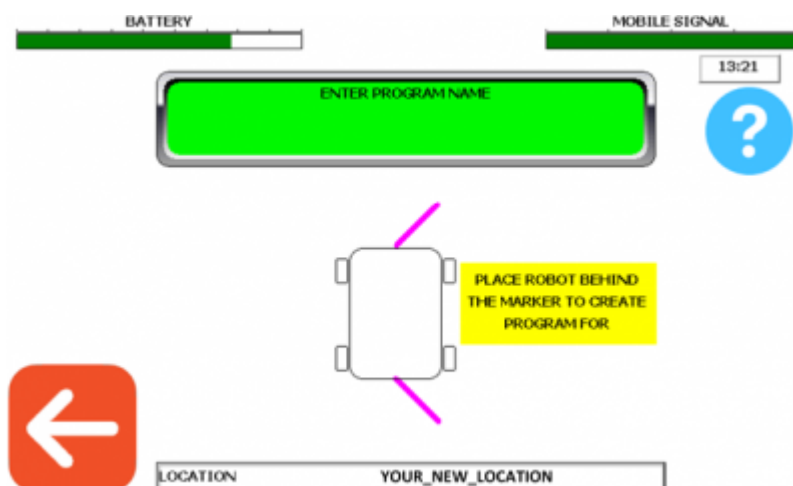 BATTERY
MOBILE SIGNAL
13:21
ENTER PROGRAM NAME
?
PLACE ROBOT BEHIND
THE MARKER TO CREATE
PROGRAM FOR
LOCATION YOUR_NEW_LOCATION